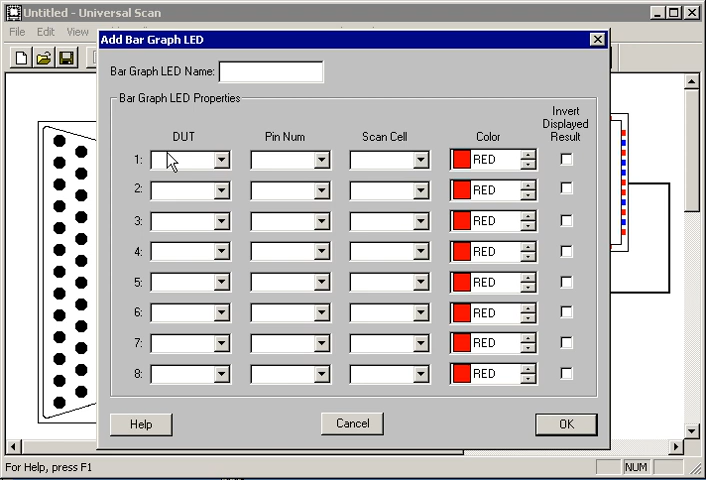 Untitled - Universal Scan
File Edit View
Add Bar Graph LED
Bar Graph LED Name:
Bar Graph LED Properties
DUT Pin Num Scan Cell Color Invert Displayed Result
1: RED
2: RED
3: RED
4: RED
5: RED
6: RED
7: RED
8: RED
Help Cancel OK
For Help, press F1 NUM